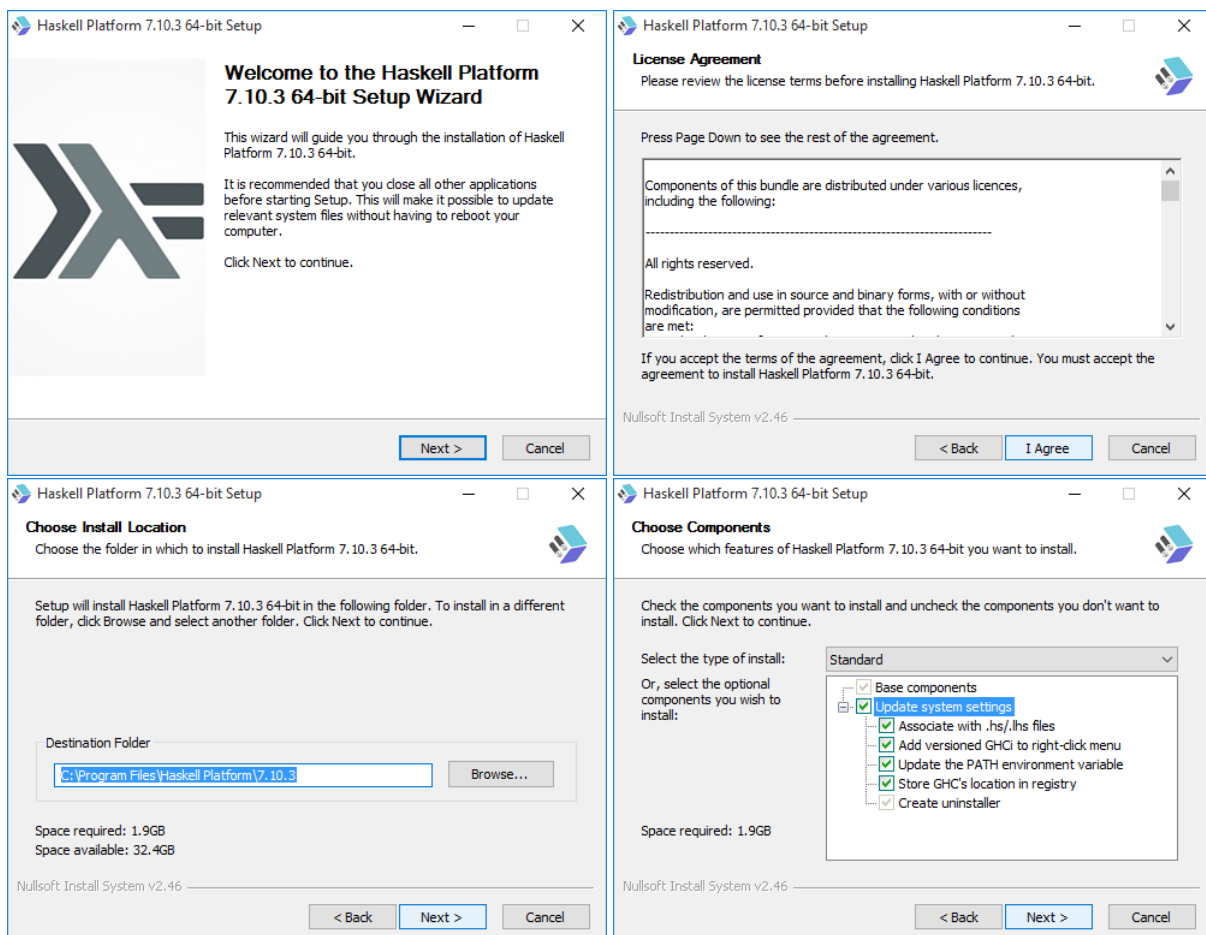 Haskell Platform 7.10.3 64-bit Setup
Welcome to the Haskell Platform
7.10.3 64-bit Setup Wizard
This wizard will guide you through the installation of Haskell
Platform 7.10.3 64-bit.
It is recommended that you close all other applications
before starting Setup. This will make it possible to update
relevant system files without having to reboot your
computer.
Click Next to continue.
Next >
Cancel
Haskell Platform 7.10.3 64-bit Setup
License Agreement
Please review the license terms before installing Haskell Platform 7.10.3 64-bit.
Press Page Down to see the rest of the agreement.
Components of this bundle are distributed under various licences,
including the following:
-----------------------------------------------------------------------
All rights reserved.
Redistribution and use in source and binary forms, with or without
modification, are permitted provided that the following conditions
are met:
If you accept the terms of the agreement, click I Agree to continue. You must accept the
agreement to install Haskell Platform 7.10.3 64-bit.
Nullsoft Install System v2.46
< Back
I Agree
Cancel
Haskell Platform 7.10.3 64-bit Setup
Choose Install Location
Choose the folder in which to install Haskell Platform 7.10.3 64-bit.
Setup will install Haskell Platform 7.10.3 64-bit in the following folder. To install in a different
folder, click Browse and select another folder. Click Next to continue.
Destination Folder
C:\Program Files\Haskell Platform\7.10.3
Browse...
Space required: 1.9GB
Space available: 32.4GB
Nullsoft Install System v2.46
< Back
Next >
Cancel
Haskell Platform 7.10.3 64-bit Setup
Choose Components
Choose which features of Haskell Platform 7.10.3 64-bit you want to install.
Check the components you want to install and uncheck the components you don't want to
install. Click Next to continue.
Select the type of install:
Standard
Or, select the optional
components you wish to
install:
Base components
Update system settings
Associate with .hs/.lhs files
Add versioned GHCi to right-click menu
Update the PATH environment variable
Store GHC's location in registry
Create uninstaller
Space required: 1.9GB
Nullsoft Install System v2.46
< Back
Next >
Cancel